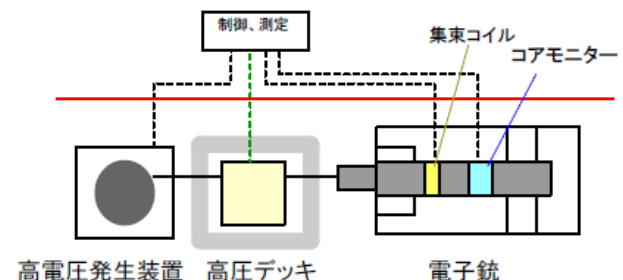 制御、測定
集束コイル
コアモニター
高電圧発生装置
高圧デッキ
電子銃